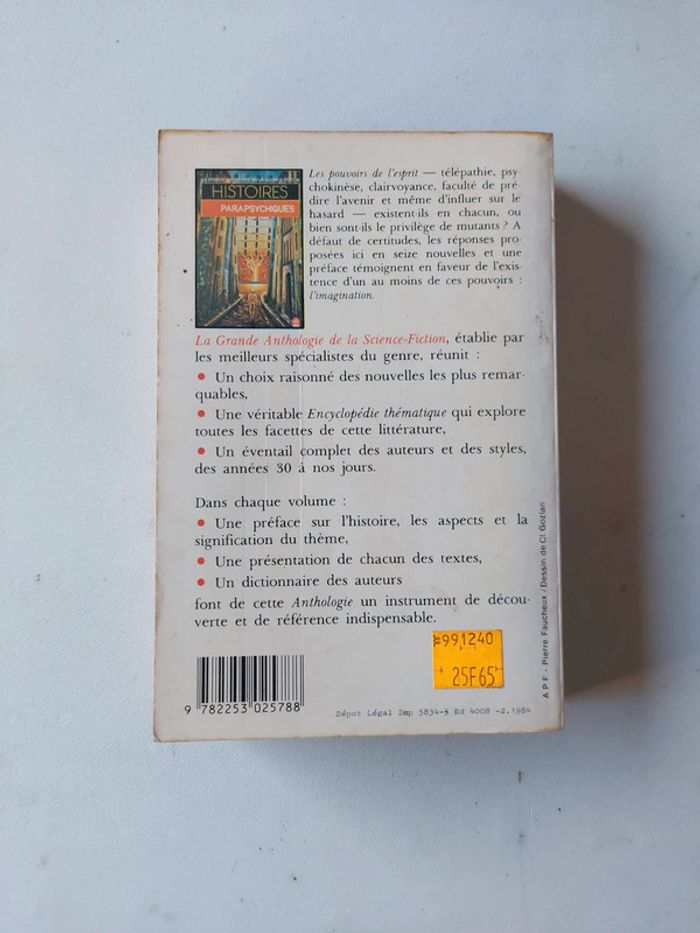 HISTOIRES
PARAPSYCHIQUES
Les pouvoirs de l'esprit — télépathie, psy-
chokinèse, clairvoyance, faculté de pré-
dire l'avenir et même d'influer sur le
hasard — existent-ils en chacun, ou
bien sont-ils le privilège de mutants ? A
défaut de certitudes, les réponses pro-
posées ici en seize nouvelles et une
préface témoignent en faveur de l'exis-
tence d'un au moins de ces pouvoirs :
l'imagination.
La Grande Anthologie de la Science-Fiction, établie par
les meilleurs spécialistes du genre, réunit :
● Un choix raisonné des nouvelles les plus remar-
quables,
● Une véritable Encyclopédie thématique qui explore
toutes les facettes de cette littérature,
● Un éventail complet des auteurs et des styles,
des années 30 à nos jours.
Dans chaque volume :
● Une préface sur l'histoire, les aspects et la
signification du thème,
● Une présentation de chacun des textes,
● Un dictionnaire des auteurs
font de cette Anthologie un instrument de décou-
verte et de référence indispensable.
991240
25F65
9 782253 025788
Dépot Légal Imp 5834-5 Ed 4008 -2.1984
A P F - Pierre Faucheux / Dessin de Cl Gozlan